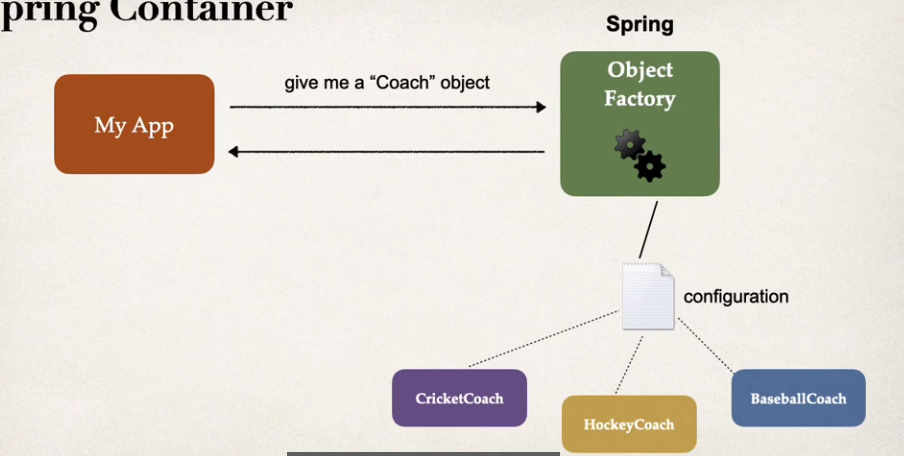 pring Container
Spring
Object
Factory
give me a “Coach” object
My App
configuration
CricketCoach
HockeyCoach
BaseballCoach